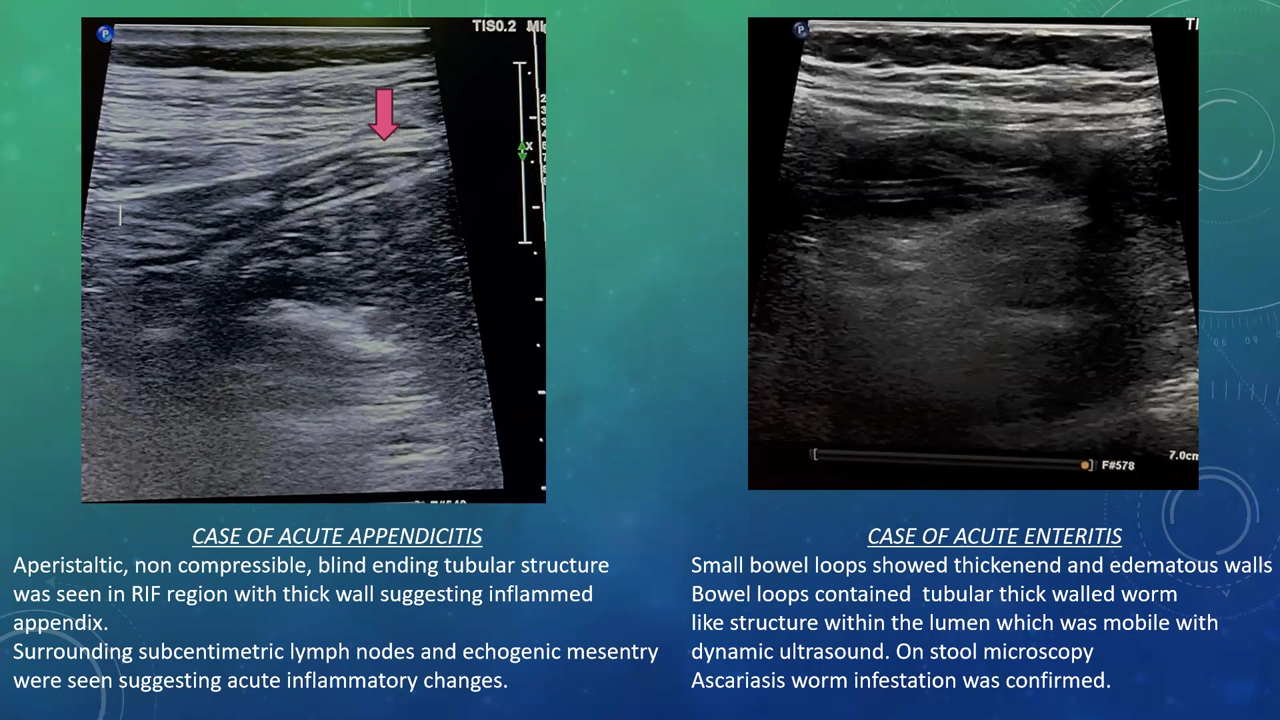 P
TIS0.2
P
F#578
7.0cm
CASE OF ACUTE APPENDICITIS
Aperistaltic, non compressible, blind ending tubular structure
was seen in RIF region with thick wall suggesting inflammed
appendix.
Surrounding subcentimetric lymph nodes and echogenic mesentry
were seen suggesting acute inflammatory changes.
CASE OF ACUTE ENTERITIS
Small bowel loops showed thickenend and edematous walls
Bowel loops contained tubular thick walled worm
like structure within the lumen which was mobile with
dynamic ultrasound. On stool microscopy
Ascariasis worm infestation was confirmed.